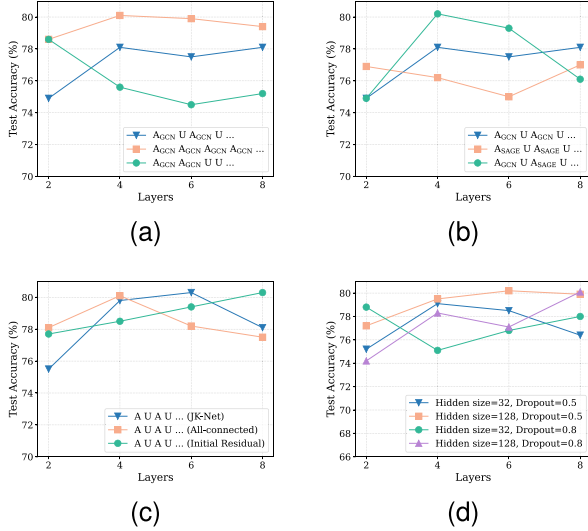 80
78
76
74
72
70
2
4
6
8
Test Accuracy (%)
Layers
A_GCN U A_GCN U ...
A_GCN A_GCN A_GCN A_GCN ...
A_GCN A_GCN U U ...
(a)
80
78
76
74
72
70
2
4
6
8
Test Accuracy (%)
Layers
A_GCN U A_GCN U ...
A_SAGE U A_SAGE U ...
A_GCN U A_SAGE U ...
(b)
80
78
76
74
72
70
2
4
6
8
Test Accuracy (%)
Layers
A U A U ... (JK-Net)
A U A U ... (All-connected)
A U A U ... (Initial Residual)
(c)
80
78
76
74
72
70
68
66
2
4
6
8
Test Accuracy (%)
Layers
Hidden size=32, Dropout=0.5
Hidden size=128, Dropout=0.5
Hidden size=32, Dropout=0.8
Hidden size=128, Dropout=0.8
(d)